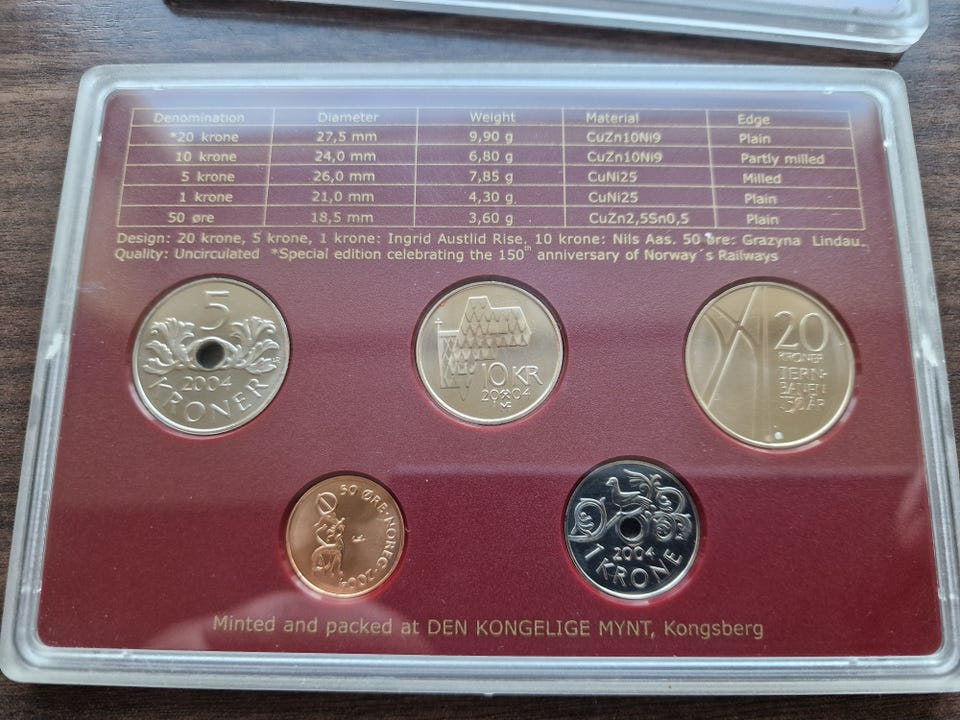 Denomination Diameter Weight Material Edge
*20 krone 27,5 mm 9,90 g CuZn10Ni9 Plain
10 krone 24,0 mm 6,80 g CuZn10Ni9 Partly milled
5 krone 26,0 mm 7,85 g CuNi25 Milled
1 krone 21,0 mm 4,30 g CuNi25 Plain
50 øre 18,5 mm 3,60 g CuZn2,5Sn0,5 Plain
Design: 20 krone, 5 krone, 1 krone: Ingrid Austlid Rise, 10 krone: Nils Aas. 50 øre: Grazyna Lindau.
Quality: Uncirculated *Special edition celebrating the 150th anniversary of Norway´s Railways
5
2004
KRONER
10 KR
20 04
20
KRONER
JERN-
BANEN
150 ÅR
50 ØRE·NOREG·2004
2004
1 KRONE
Minted and packed at DEN KONGELIGE MYNT, Kongsberg